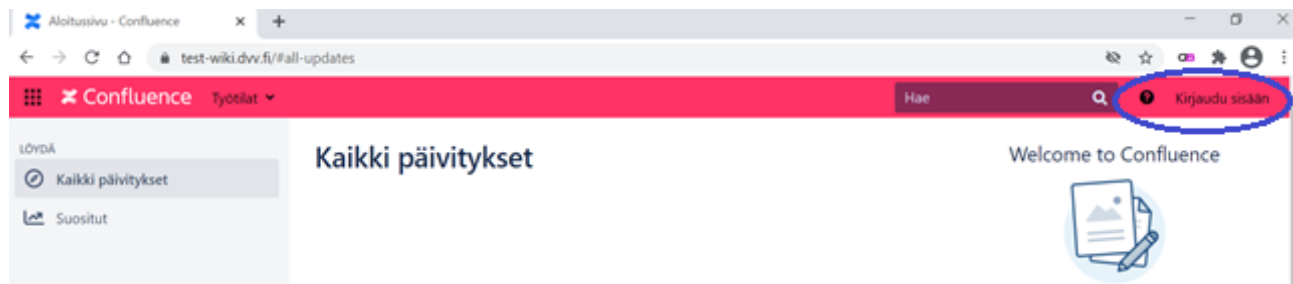 Aloitussivu - Confluence
test-wiki.dvv.fi/#all-updates
Confluence Työtilat Hae Kirjaudu sisään
LÖYDÄ
Kaikki päivitykset Welcome to Confluence
Kaikki päivitykset
Suositut